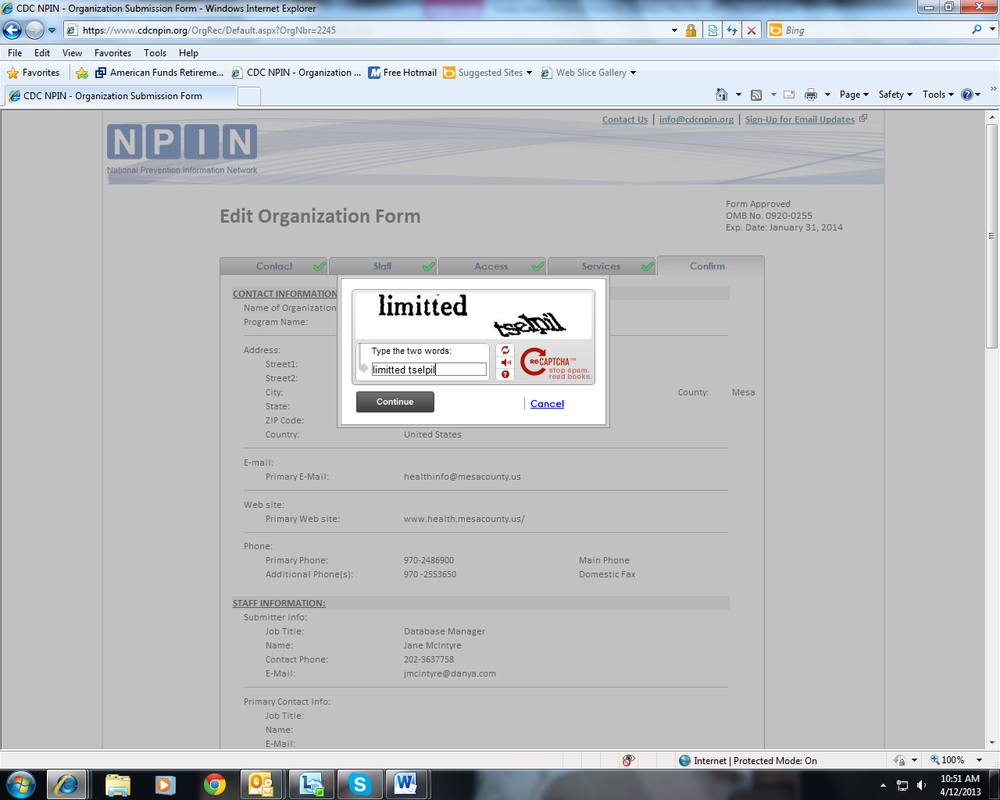 CDC NPIN - Organization Submission Form - Windows Internet Explorer
https://www.cdcnpin.org/OrgRec/Default.aspx?OrgNbr=2245
Bing
File Edit View Favorites Tools Help
Favorites American Funds Retireme... CDC NPIN - Organization ... Free Hotmail Suggested Sites Web Slice Gallery
CDC NPIN - Organization Submission Form
Page Safety Tools
Contact Us | info@cdcnpin.org | Sign-Up for Email Updates
NPIN
National Prevention Information Network
Edit Organization Form
Form Approved
OMB No. 0920-0255
Exp. Date: January 31, 2014
Contact Staff Access Services Confirm
CONTACT INFORMATION
Name of Organization
Program Name:
limitted tselpil
Type the two words:
limitted tselpil
reCAPTCHA™
stop spam.
read books.
Continue
Cancel
Address:
Street1:
Street2:
City: County: Mesa
State:
ZIP Code:
Country: United States
E-mail:
Primary E-Mail: healthinfo@mesacounty.us
Web site:
Primary Web site: www.health.mesacounty.us/
Phone:
Primary Phone: 970-2486900 Main Phone
Additional Phone(s): 970 -2553650 Domestic Fax
STAFF INFORMATION:
Submitter Info:
Job Title: Database Manager
Name: Jane McIntyre
Contact Phone: 202-3637758
E-Mail: jmcintyre@danya.com
Primary Contact Info:
Job Title:
Name:
E-Mail:
Internet | Protected Mode: On
100%
10:51 AM
4/12/2013